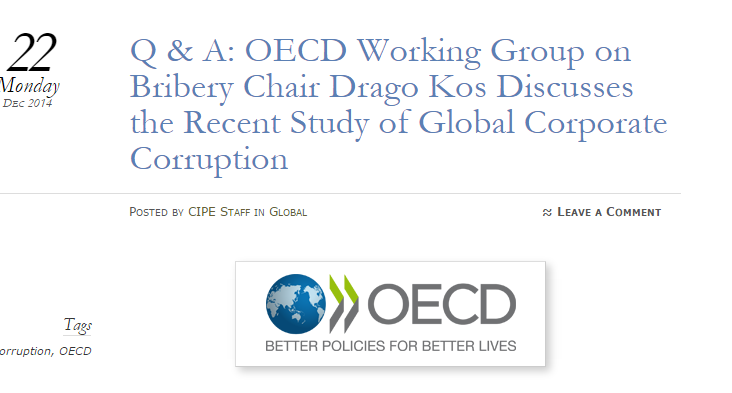 22
Monday
Dec 2014
Q & A: OECD Working Group on
Bribery Chair Drago Kos Discusses
the Recent Study of Global Corporate
Corruption
Posted by CIPE Staff in Global
≈ Leave a Comment
OECD
BETTER POLICIES FOR BETTER LIVES
Tags
orruption, OECD